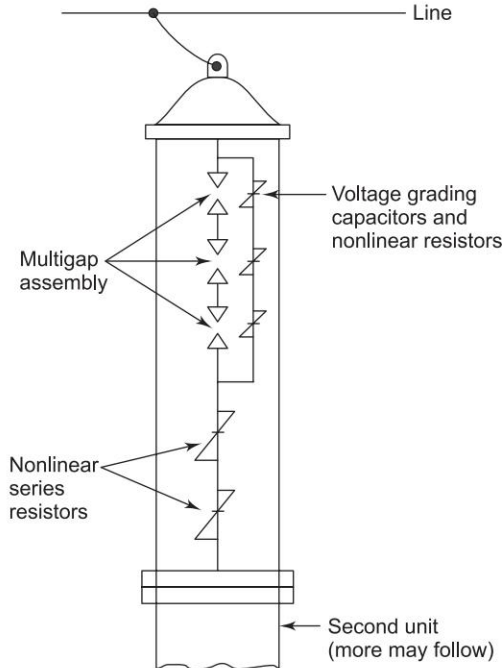 Line
Voltage grading
capacitors and
nonlinear resistors
Multigap
assembly
Nonlinear
series
resistors
Second unit
(more may follow)